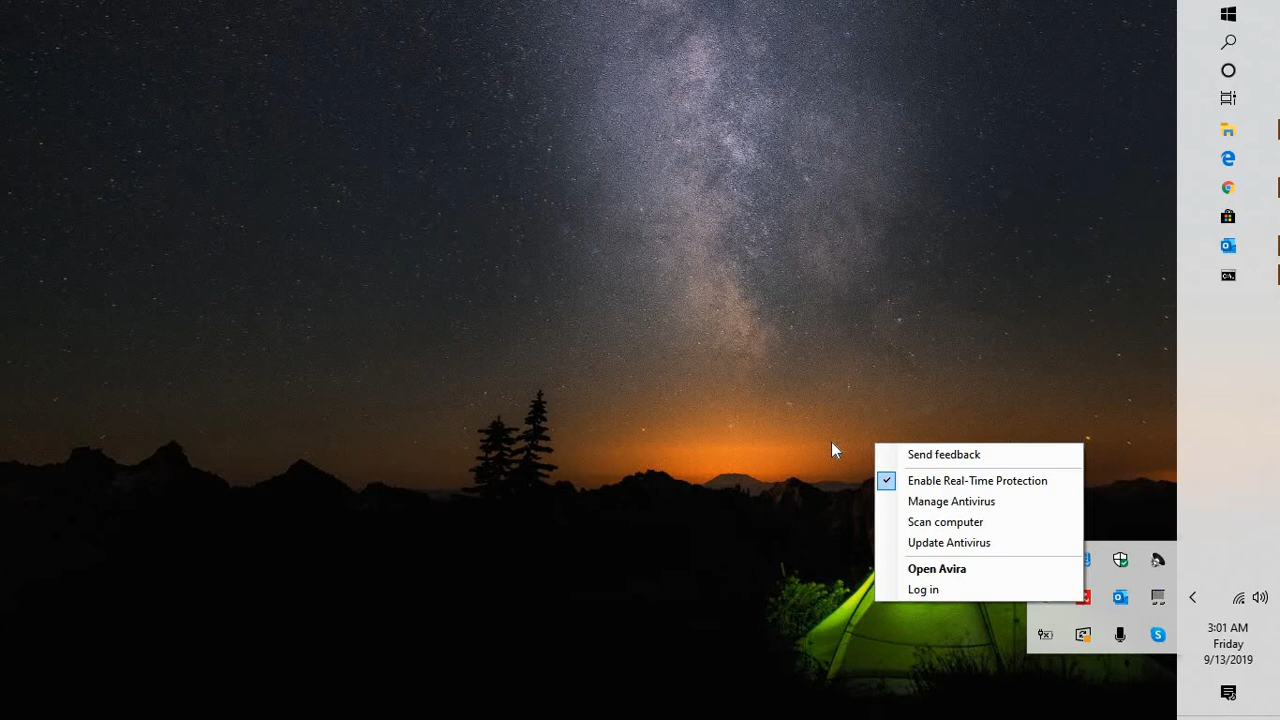 Send feedback
Enable Real-Time Protection
Manage Antivirus
Scan computer
Update Antivirus
Open Avira
Log in
3:01 AM
Friday
9/13/2019